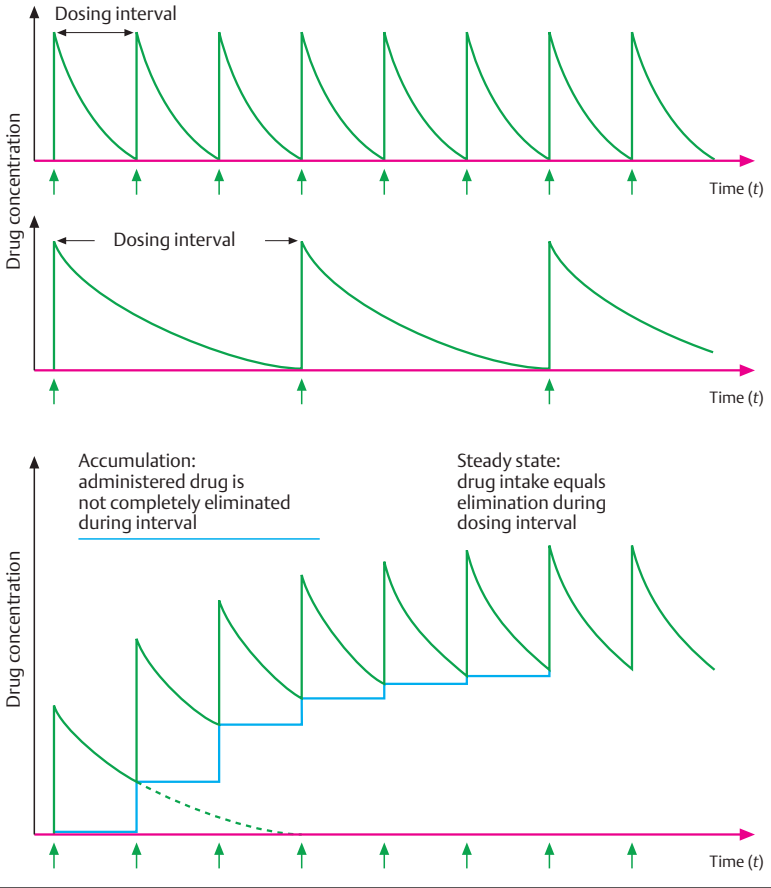 Dosing interval
Time (t)
Drug concentration
Dosing interval
Time (t)
Accumulation:
administered drug is
not completely eliminated
during interval
Steady state:
drug intake equals
elimination during
dosing interval
Drug concentration
Time (t)